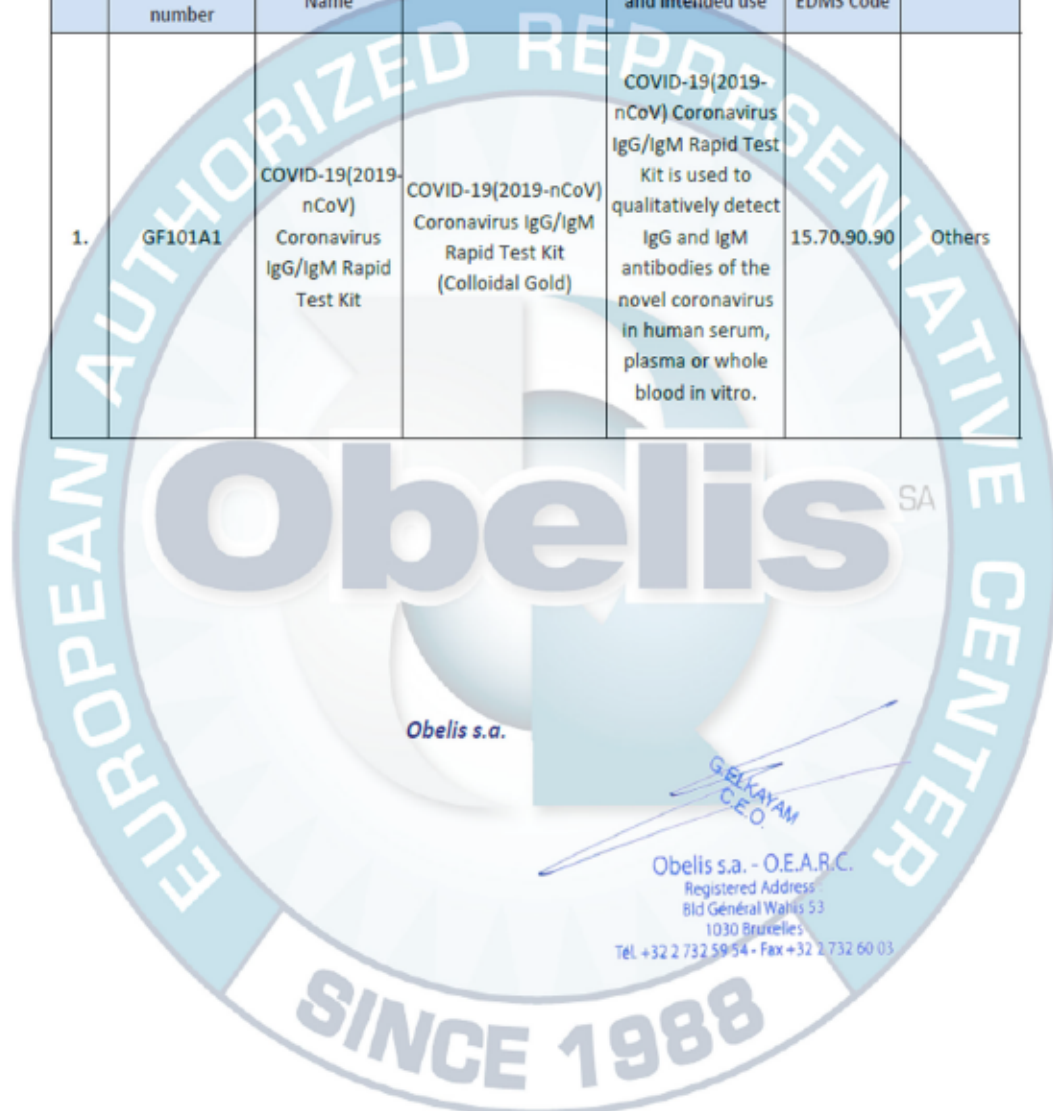 number
Name
and intended use
EDMS Code
1.
GF101A1
COVID-19(2019-
nCoV)
Coronavirus
IgG/IgM Rapid
Test Kit
COVID-19(2019-nCoV)
Coronavirus IgG/IgM
Rapid Test Kit
(Colloidal Gold)
COVID-19(2019-
nCoV) Coronavirus
IgG/IgM Rapid Test
Kit is used to
qualitatively detect
IgG and IgM
antibodies of the
novel coronavirus
in human serum,
plasma or whole
blood in vitro.
15.70.90.90
Others
EUROPEAN AUTHORIZED REPRESENTATIVE CENTER
Obelis SA
Obelis s.a.
G.ELKAYAM
C.E.O.
Obelis s.a. - O.E.A.R.C.
Registered Address :
Bld Général Wahis 53
1030 Bruxelles
Tél. +32 2 732 59 54 - Fax +32 2 732 60 03
SINCE 1988